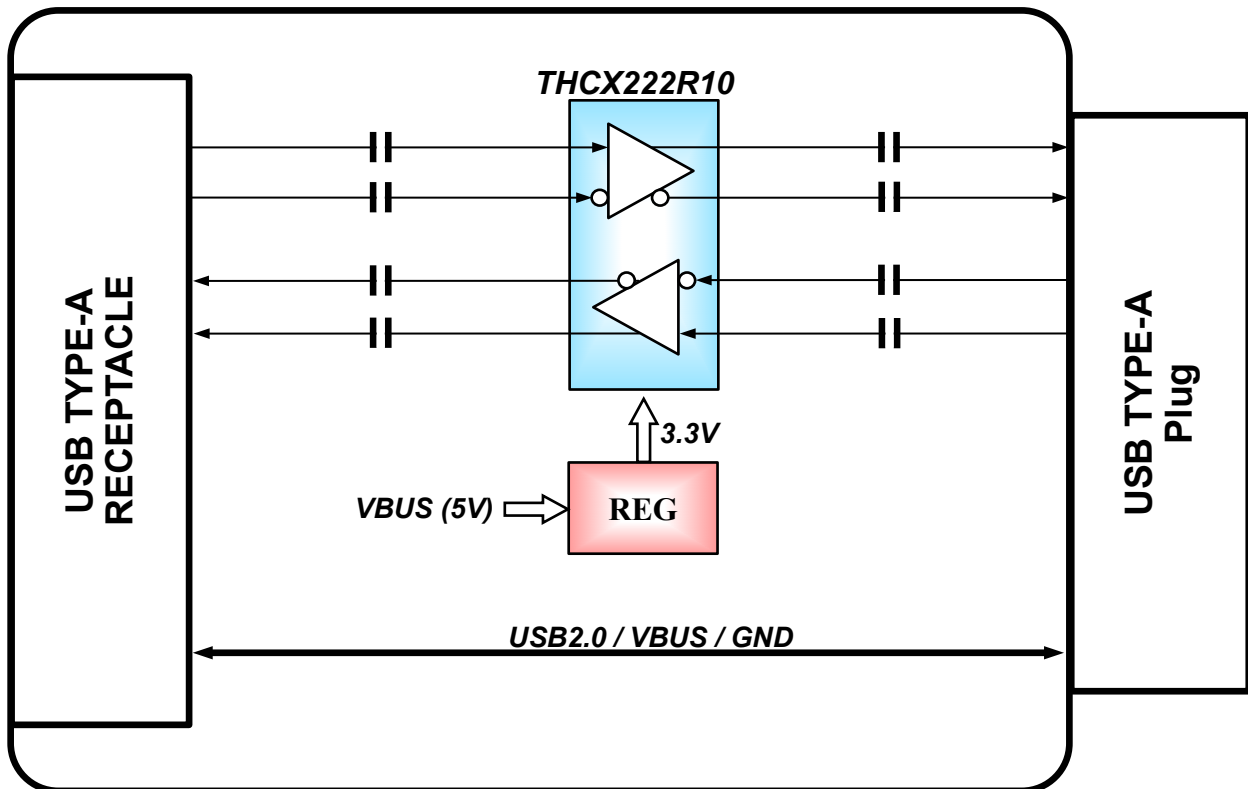 THCX222R10
USB TYPE-A
RECEPTACLE
USB TYPE-A
Plug
3.3V
VBUS (5V)
REG
USB2.0 / VBUS / GND